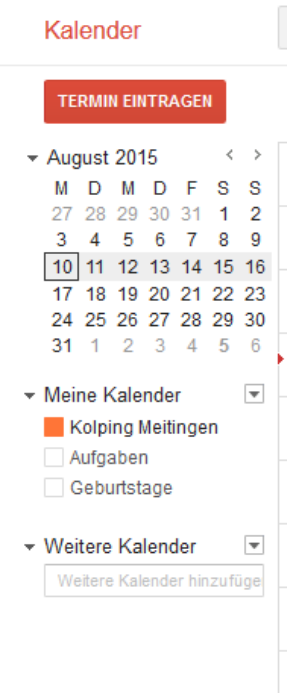 Kalender
TERMIN EINTRAGEN
August 2015 < >
M D M D F S S
27 28 29 30 31 1 2
3 4 5 6 7 8 9
10 11 12 13 14 15 16
17 18 19 20 21 22 23
24 25 26 27 28 29 30
31 1 2 3 4 5 6
Meine Kalender
Kolping Meitingen
Aufgaben
Geburtstage
Weitere Kalender
Weitere Kalender hinzufüge